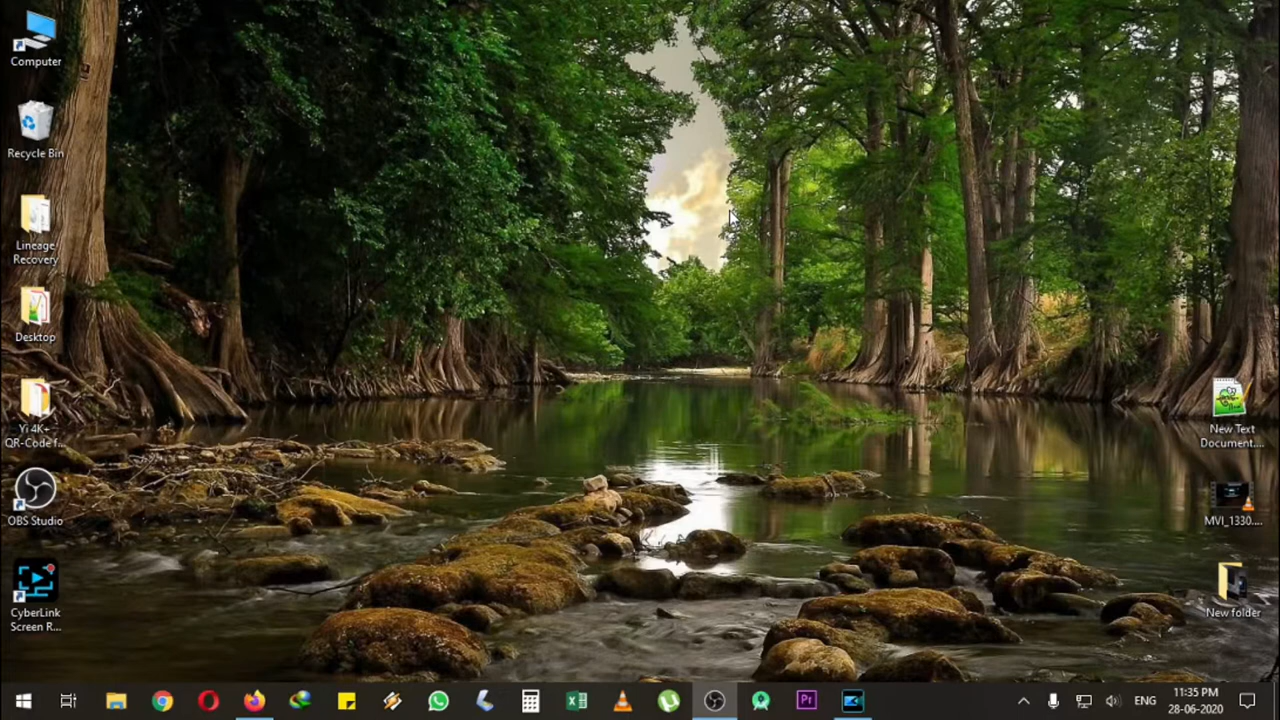 Computer
Recycle Bin
Lineage
Recovery
Desktop
Yi 4K+
QR-Code f...
OBS Studio
CyberLink
Screen R...
New Text
Document....
MVI_1330....
New folder
Pr
ENG
11:35 PM
28-06-2020